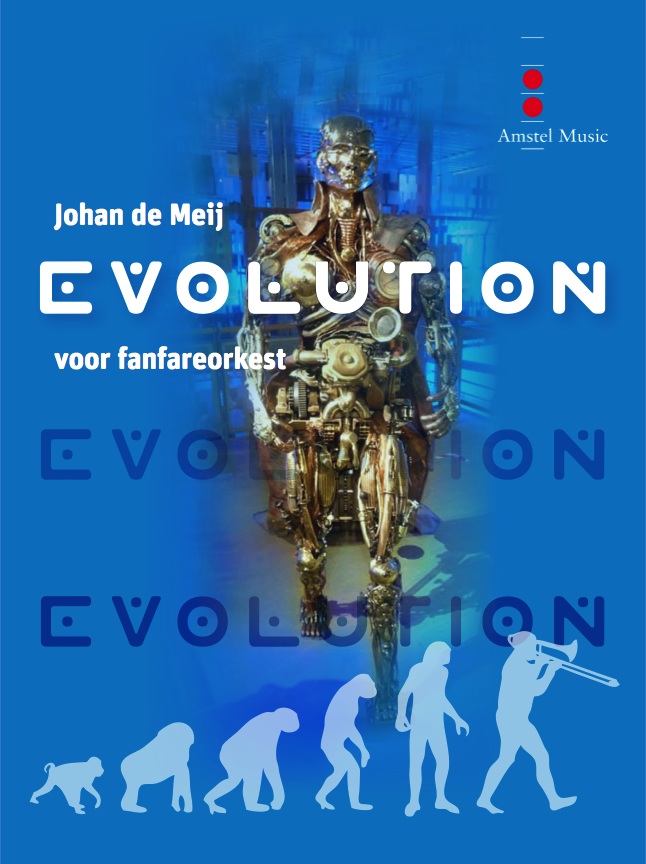 Amstel Music
Johan de Meij
EVOLUTION
voor fanfareorkest
EVOLUTION
EVOLUTION